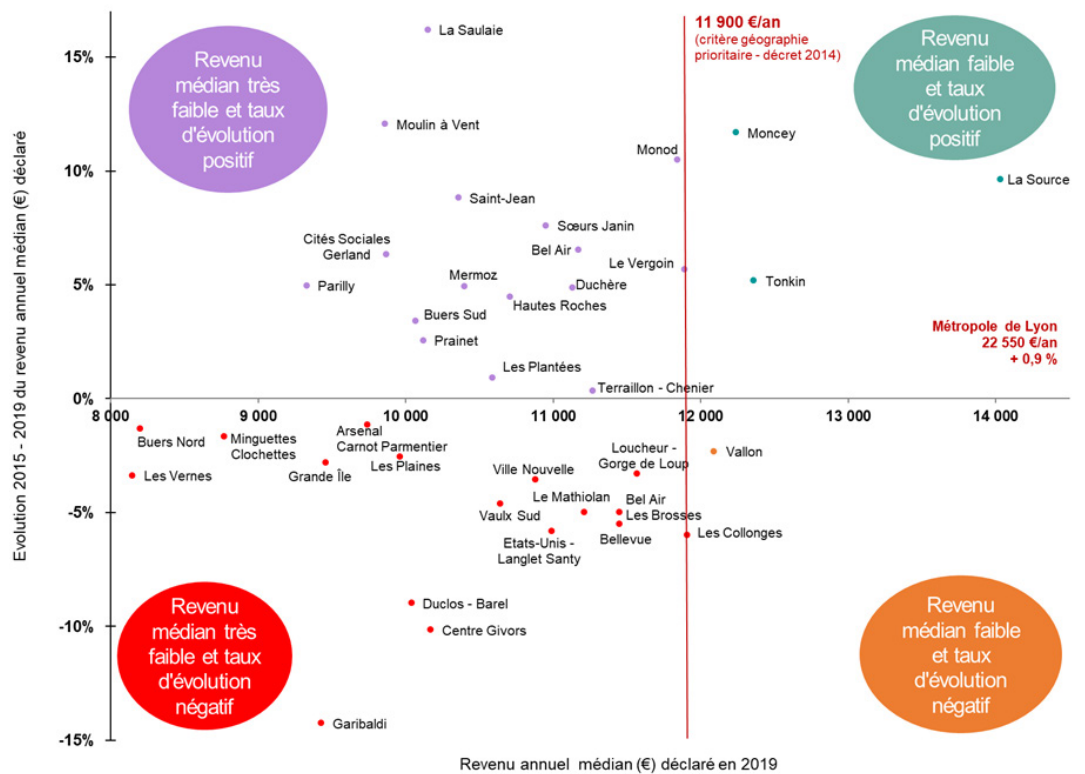 15%
10%
5%
0%
-5%
-10%
-15%
Evolution 2015 - 2019 du revenu annuel médian (€) déclaré
Revenu
médian très
faible et taux
d'évolution
positif
11 900 €/an
(critère géographie
prioritaire - décret 2014)
Revenu
médian faible
et taux
d'évolution
positif
La Saulaie
Moulin à Vent
Moncey
Monod
La Source
Saint-Jean
Sœurs Janin
Cités Sociales
Gerland
Bel Air
Le Vergoin
Parilly
Mermoz
Duchère
Tonkin
Hautes Roches
Buers Sud
Prainet
Métropole de Lyon
22 550 €/an
+ 0,9 %
Les Plantées
Terraillon - Chenier
8 000
9 000
10 000
11 000
12 000
13 000
14 000
Buers Nord
Minguettes
Clochettes
Arsenal
Carnot Parmentier
Les Vernes
Grande Île
Les Plaines
Ville Nouvelle
Loucheur -
Gorge de Loup
Vallon
Le Mathiolan
Bel Air
Les Brosses
Vaulx Sud
Etats-Unis -
Langlet Santy
Bellevue
Les Collonges
Duclos - Barel
Centre Givors
Garibaldi
Revenu
médian très
faible et taux
d'évolution
négatif
Revenu
médian faible
et taux
d'évolution
négatif
Revenu annuel médian (€) déclaré en 2019